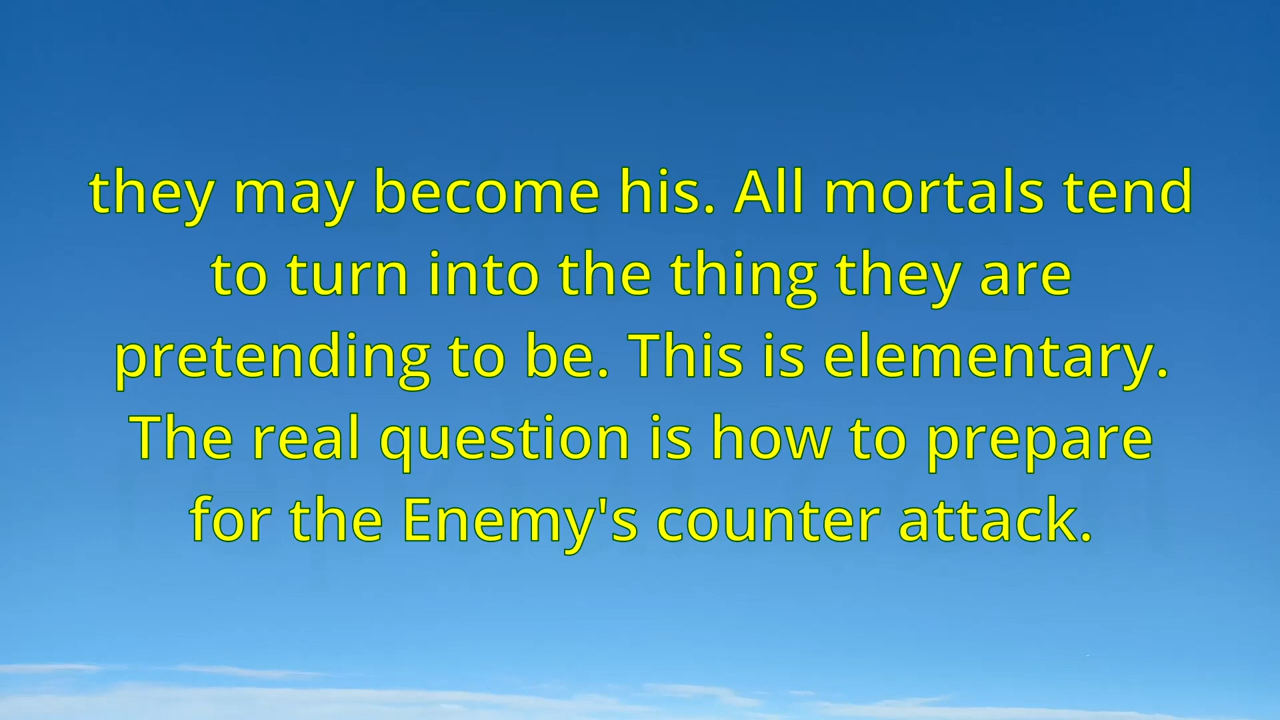 they may become his. All mortals tend
to turn into the thing they are
pretending to be. This is elementary.
The real question is how to prepare
for the Enemy's counter attack.